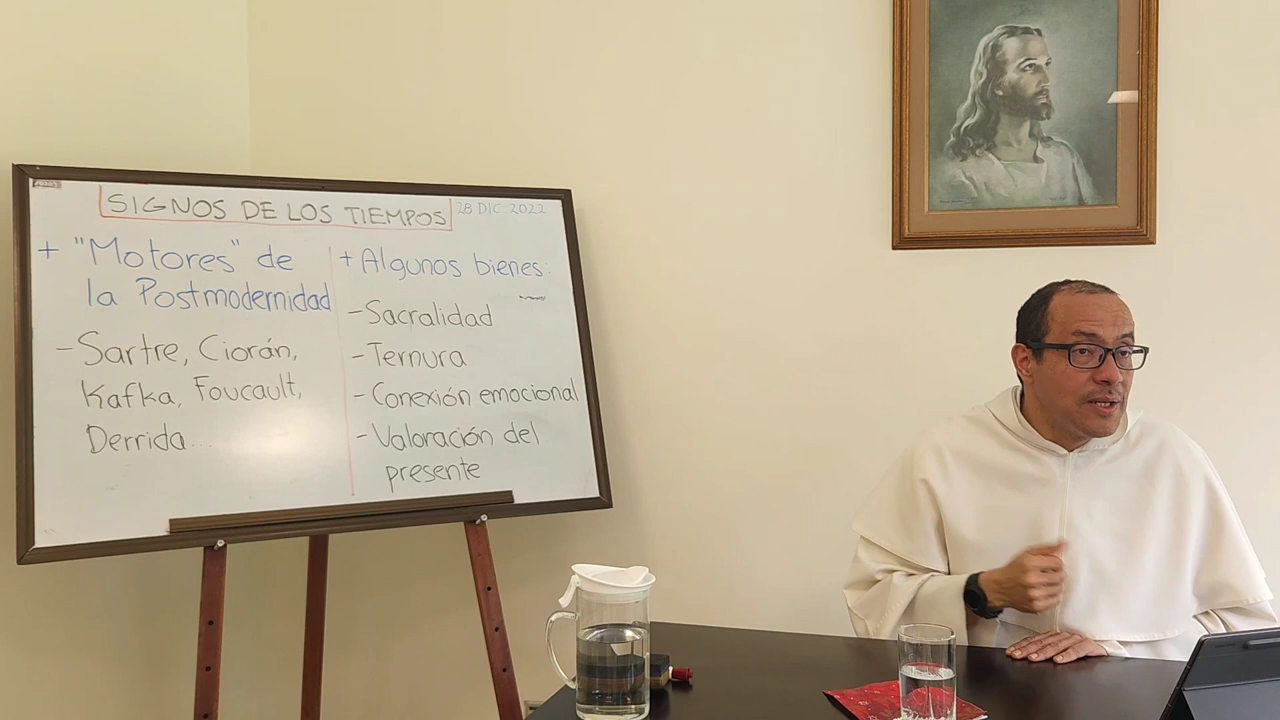 SIGNOS DE LOS TIEMPOS
28 DIC 2022
+ "Motores" de
la Postmodernidad
- Sartre, Ciorán,
Kafka, Foucault,
Derrida...
+ Algunos bienes:
- Sacralidad
- Ternura
- Conexión emocional
- Valoración del
presente